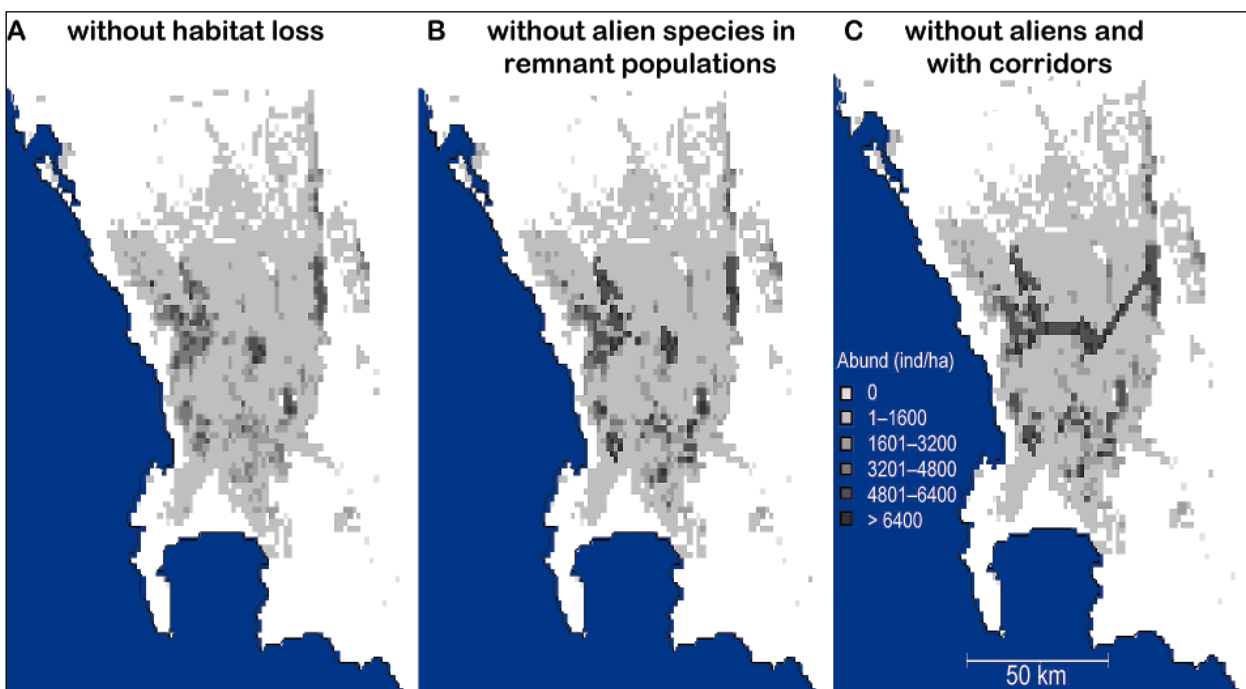 A without habitat loss
B without alien species in
remnant populations
C without aliens and
with corridors
Abund (ind/ha)
0
1–1600
1601–3200
3201–4800
4801–6400
> 6400
50 km